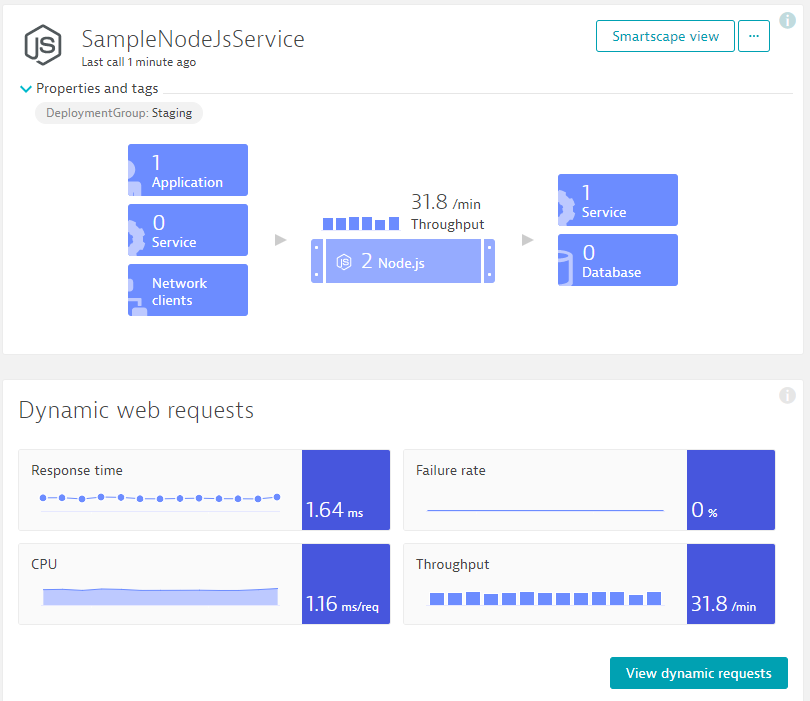 JS
SampleNodeJsService
Last call 1 minute ago
Smartscape view
...
i
Properties and tags
DeploymentGroup: Staging
1
Application
0
Service
Network
clients
31.8 /min
Throughput
JS 2 Node.js
1
Service
0
Database
Dynamic web requests
i
Response time
1.64 ms
Failure rate
0 %
CPU
1.16 ms/req
Throughput
31.8 /min
View dynamic requests